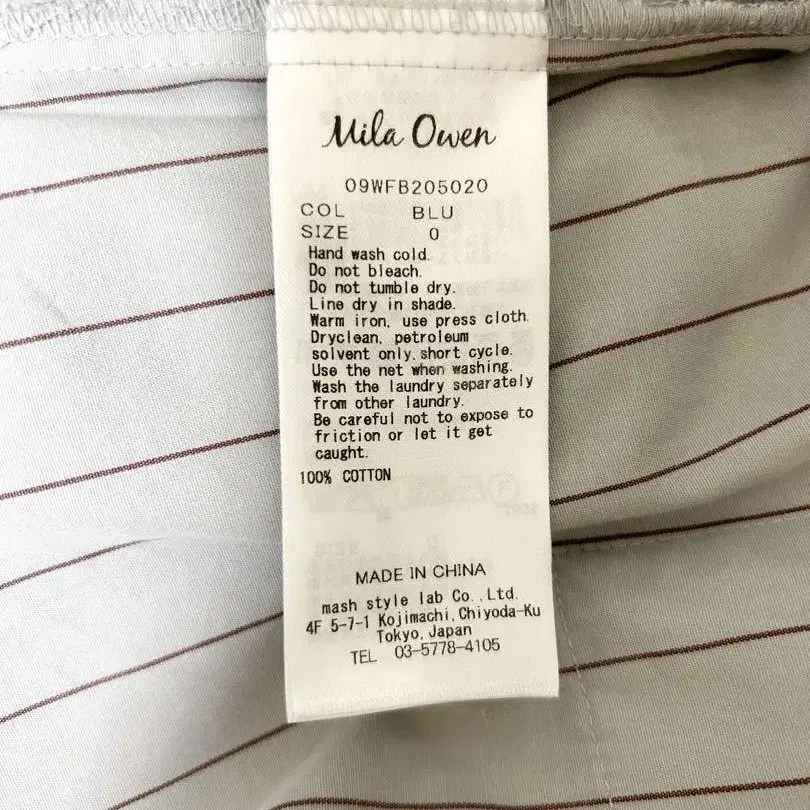 Mila Owen
09WFB205020
COL BLU
SIZE 0
Hand wash cold.
Do not bleach.
Do not tumble dry.
Line dry in shade.
Warm iron, use press cloth.
Dryclean, petroleum
solvent only, short cycle.
Use the net when washing.
Wash the laundry separately
from other laundry.
Be careful not to expose to
friction or let it get
caught.
100% COTTON
MADE IN CHINA
mash style lab Co.,Ltd.
4F 5-7-1 Kojimachi,Chiyoda-Ku
Tokyo,Japan
TEL 03-5778-4105